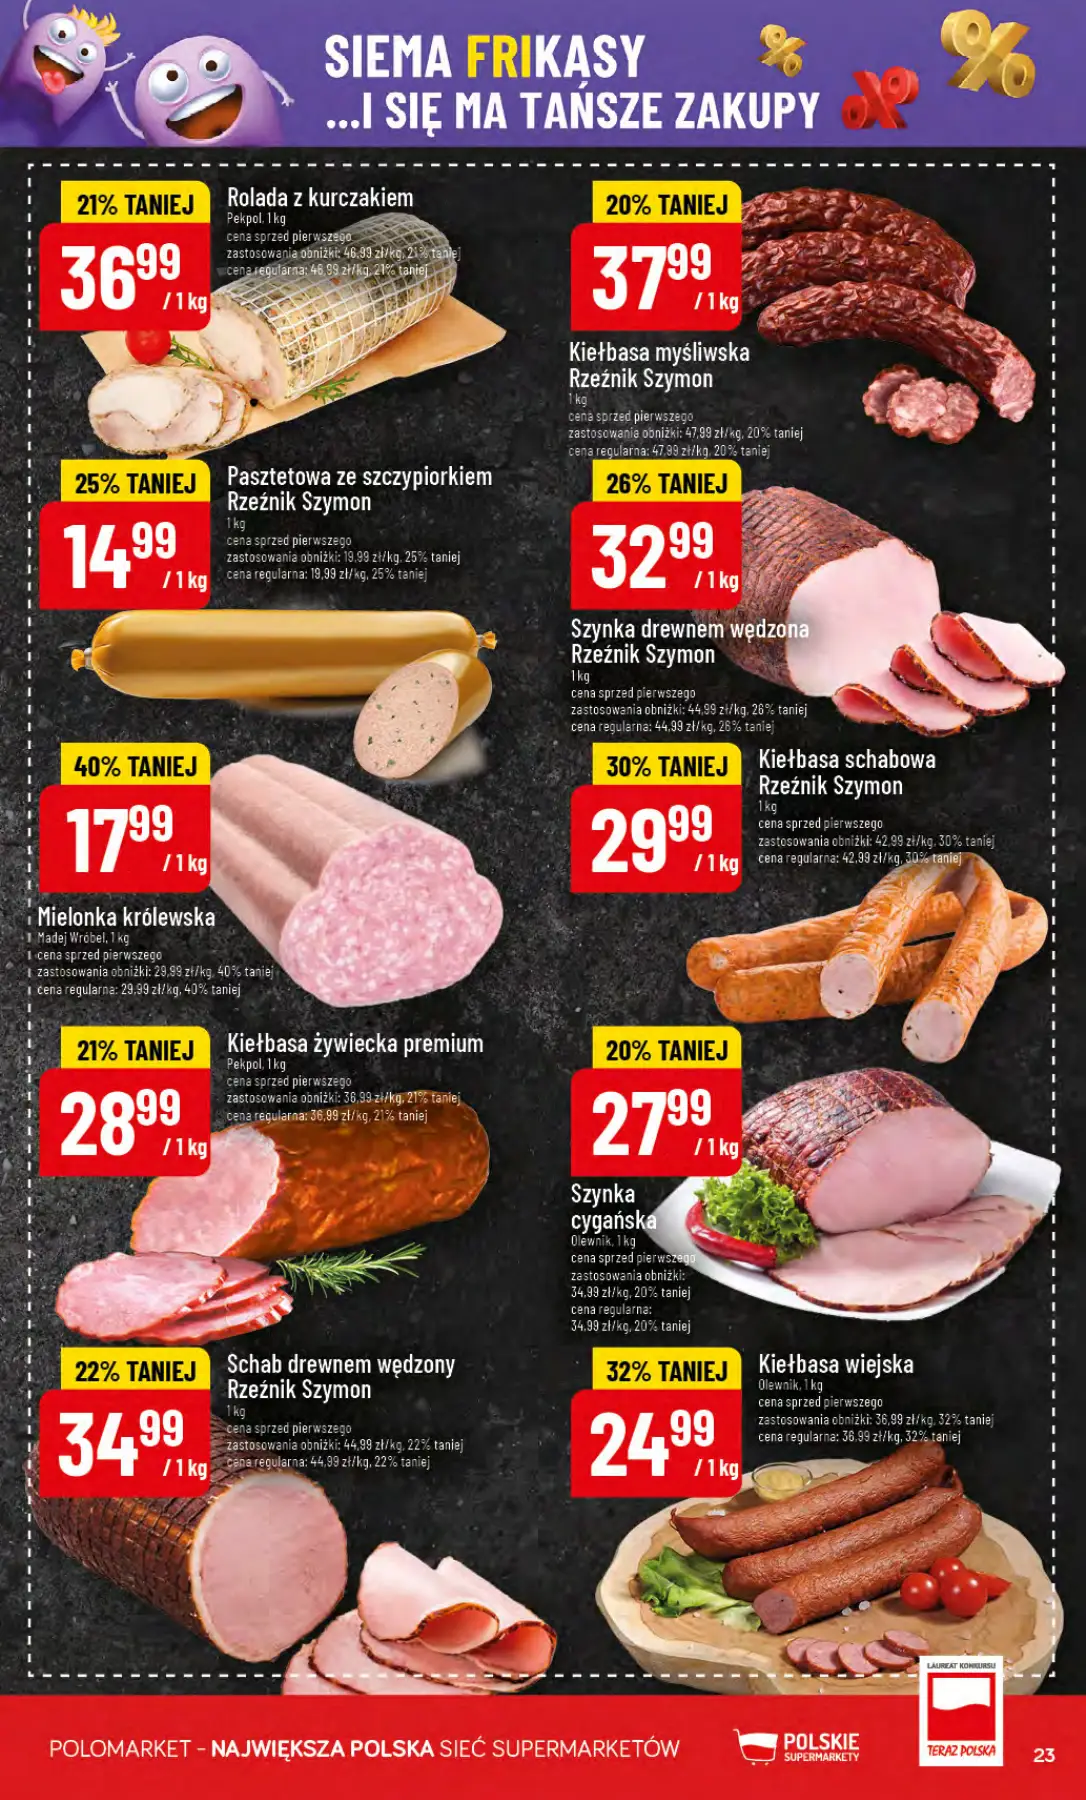 SIEMA FRIKASY
...I SIĘ MA TAŃSZE ZAKUPY
21% TANIEJ
36 99
/ 1 kg
Rolada z kurczakiem
Pekpol, 1 kg
cena sprzed pierwszego
zastosowania obniżki: 46,99 zł/kg, 21% taniej
cena regularna: 46,99 zł/kg, 21% taniej
20% TANIEJ
37 99
/ 1 kg
Kiełbasa myśliwska
Rzeźnik Szymon
1 kg
cena sprzed pierwszego
zastosowania obniżki: 47,99 zł/kg, 20% taniej
cena regularna: 47,99 zł/kg, 20% taniej
25% TANIEJ
14 99
/ 1 kg
Pasztetowa ze szczypiorkiem
Rzeźnik Szymon
1 kg
cena sprzed pierwszego
zastosowania obniżki: 19,99 zł/kg, 25% taniej
cena regularna: 19,99 zł/kg, 25% taniej
26% TANIEJ
32 99
/ 1 kg
Szynka drewnem wędzona
Rzeźnik Szymon
1 kg
cena sprzed pierwszego
zastosowania obniżki: 44,99 zł/kg, 26% taniej
cena regularna: 44,99 zł/kg, 26% taniej
40% TANIEJ
17 99
/ 1 kg
Mielonka królewska
Madej Wróbel, 1 kg
cena sprzed pierwszego
zastosowania obniżki: 29,99 zł/kg, 40% taniej
cena regularna: 29,99 zł/kg, 40% taniej
30% TANIEJ
29 99
/ 1 kg
Kiełbasa schabowa
Rzeźnik Szymon
1 kg
cena sprzed pierwszego
zastosowania obniżki: 42,99 zł/kg, 30% taniej
cena regularna: 42,99 zł/kg, 30% taniej
21% TANIEJ
28 99
/ 1 kg
Kiełbasa żywiecka premium
Pekpol, 1 kg
cena sprzed pierwszego
zastosowania obniżki: 36,99 zł/kg, 21% taniej
cena regularna: 36,99 zł/kg, 21% taniej
20% TANIEJ
27 99
/ 1 kg
Szynka
cygańska
Olewnik, 1 kg
cena sprzed pierwszego
zastosowania obniżki:
34,99 zł/kg, 20% taniej
cena regularna:
34,99 zł/kg, 20% taniej
22% TANIEJ
34 99
/ 1 kg
Schab drewnem wędzony
Rzeźnik Szymon
1 kg
cena sprzed pierwszego
zastosowania obniżki: 44,99 zł/kg, 22% taniej
cena regularna: 44,99 zł/kg, 22% taniej
32% TANIEJ
24 99
/ 1 kg
Kiełbasa wiejska
Olewnik, 1 kg
cena sprzed pierwszego
zastosowania obniżki: 36,99 zł/kg, 32% taniej
cena regularna: 36,99 zł/kg, 32% taniej
POLOMARKET - NAJWIĘKSZA POLSKA SIEĆ SUPERMARKETÓW
POLSKIE
SUPERMARKETY
LAUREAT KONKURSU
TERAZ POLSKA
23